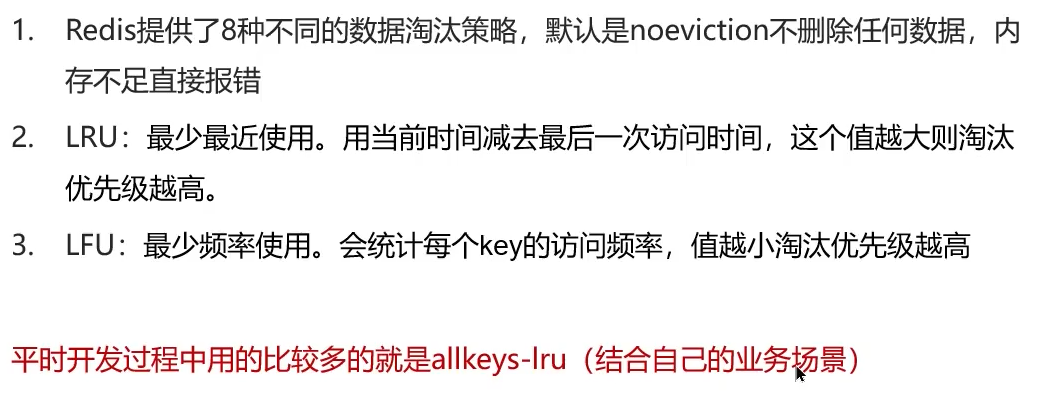 1. Redis提供了8种不同的数据淘汰策略，默认是noeviction不删除任何数据，内
存不足直接报错
2. LRU：最少最近使用。用当前时间减去最后一次访问时间，这个值越大则淘汰
优先级越高。
3. LFU：最少频率使用。会统计每个key的访问频率，值越小淘汰优先级越高
平时开发过程中用的比较多的就是allkeys-lru（结合自己的业务场景）